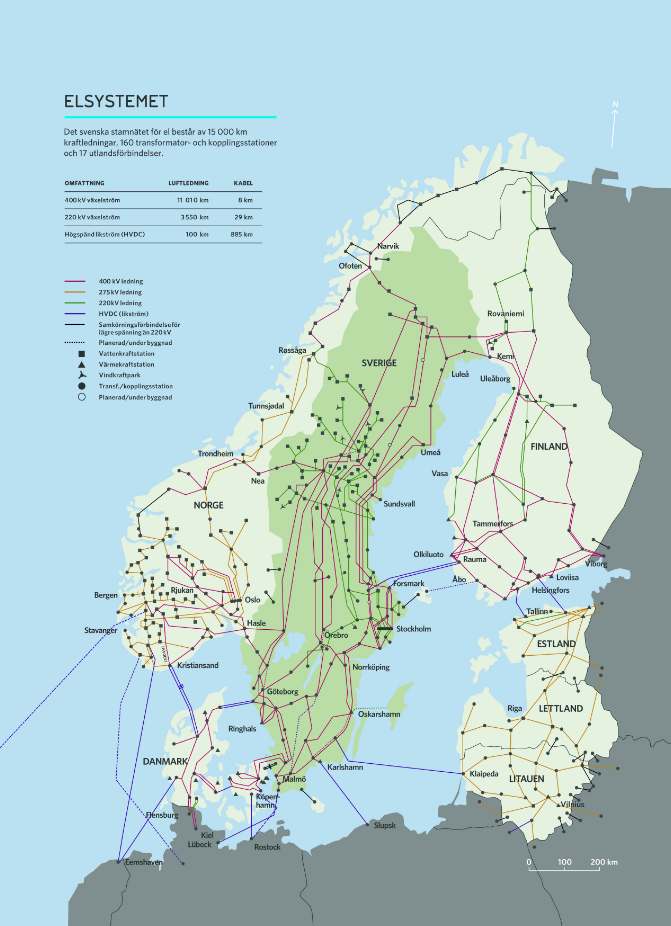 ELSYSTEMET
Det svenska stamnätet för el består av 15 000 km
kraftledningar, 160 transformator- och kopplingsstationer
och 17 utlandsförbindelser.
OMFATTNING LUFTLEDNING KABEL
400 kV växelström 11 010 km 8 km
220 kV växelström 3 550 km 29 km
Högspänd likström (HVDC) 100 km 885 km
400 kV ledning
275 kV ledning
220 kV ledning
HVDC (likström)
Samkörningsförbindelse för
lägre spänning än 220 kV
Planerad/under byggnad
Vattenkraftstation
Värmekraftstation
Vindkraftpark
Transf./kopplingsstation
Planerad/under byggnad
N
Narvik
Ofoten
Rovaniemi
Røssåga
SVERIGE
Kemi
Luleå
Uleåborg
Tunnsjødal
FINLAND
Trondheim
Umeå
Nea
Vasa
NORGE
Sundsvall
Tammerfors
Olkiluoto
Rauma
Viborg
Rjukan
Forsmark
Åbo
Loviisa
Helsingfors
Bergen
Oslo
Tallinn
Hasle
Stavanger
Örebro
Stockholm
ESTLAND
Kristiansand
Norrköping
Göteborg
Riga
LETTLAND
Oskarshamn
Ringhals
DANMARK
Karlshamn
Klaipeda
LITAUEN
Malmö
Köpen-
hamn
Vilnius
Flensburg
Slupsk
Kiel
Lübeck
Rostock
Eemshaven
0 100 200 km